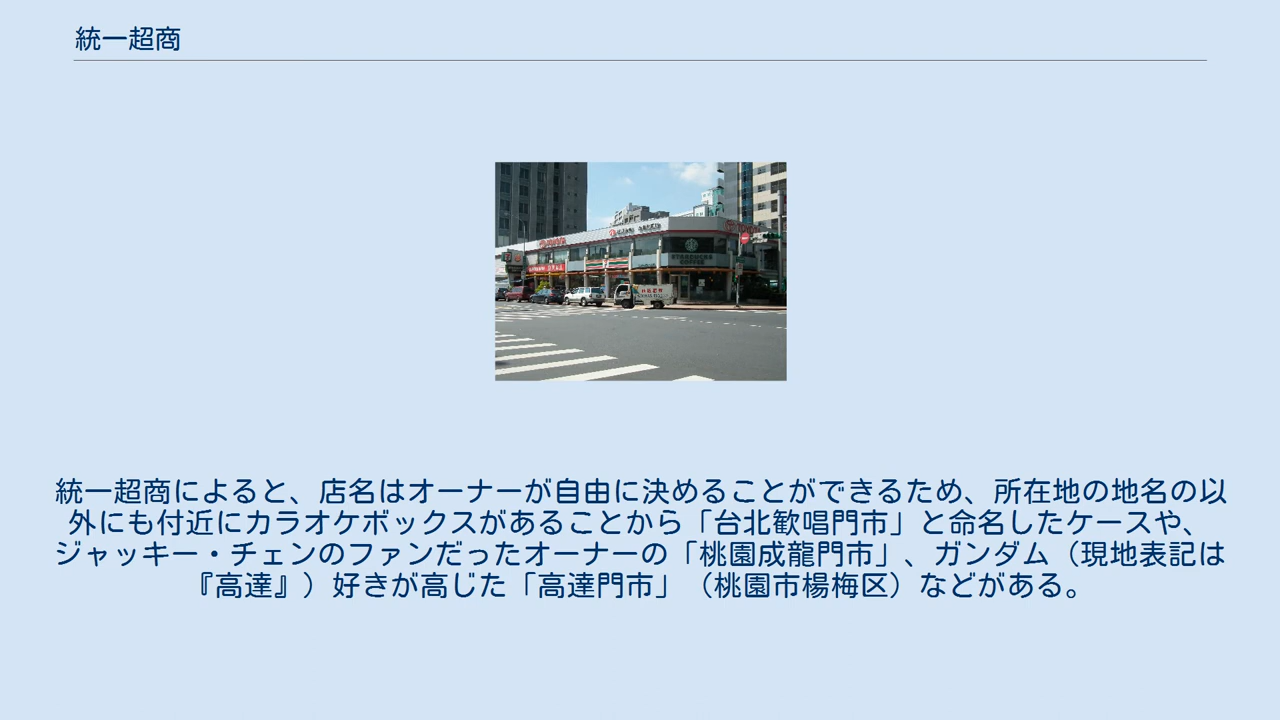 統一超商
STARBUCKS
COFFEE
統一超商によると、店名はオーナーが自由に決めることができるため、所在地の地名の以
外にも付近にカラオケボックスがあることから「台北歓唱門市」と命名したケースや、
ジャッキー・チェンのファンだったオーナーの「桃園成龍門市」、ガンダム（現地表記は
『高達』）好きが高じた「高達門市」（桃園市楊梅区）などがある。